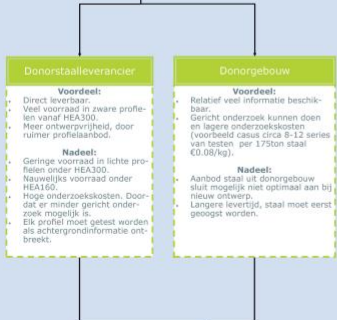 Donorstaalleverancier
Voordeel:
Direct leverbaar.
Veel voorraad in zware profie-
len vanaf HEA300.
Meer ontwerpvrijheid, door
ruimer profielaanbod.
Nadeel:
Geringe voorraad in lichte pro-
fielen onder HEA300.
Nauwelijks voorraad onder
HEA160.
Hoge onderzoekskosten. Door-
dat er minder gericht onder-
zoek mogelijk is.
Elk profiel moet getest worden
als achtergrondinformatie ont-
breekt.
Donorgebouw
Voordeel:
Relatief veel informatie beschik-
baar.
Gericht onderzoek kunnen doen
en lagere onderzoekskosten
(voorbeeld casus circa 8-12 series
van testen per 175ton staal
€0.08/kg).
Nadeel:
Aanbod staal uit donorgebouw
sluit mogelijk niet optimaal aan bij
nieuw ontwerp.
Langere levertijd, staal moet eerst
geoogst worden.